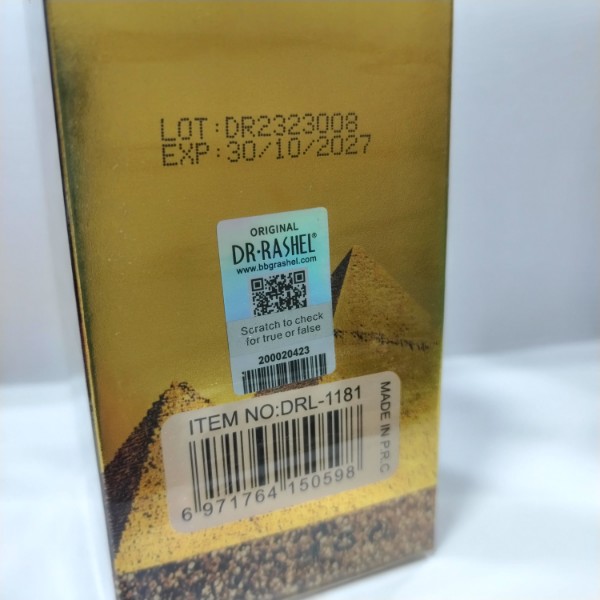 LOT:DR2323008
EXP:30/10/2027
ORIGINAL
DR·RASHEL®
www.bbgrashel.com
Scratch to check
for true or false
200020423
ITEM NO:DRL-1181
MADE IN P.R.C
6 971764 150598